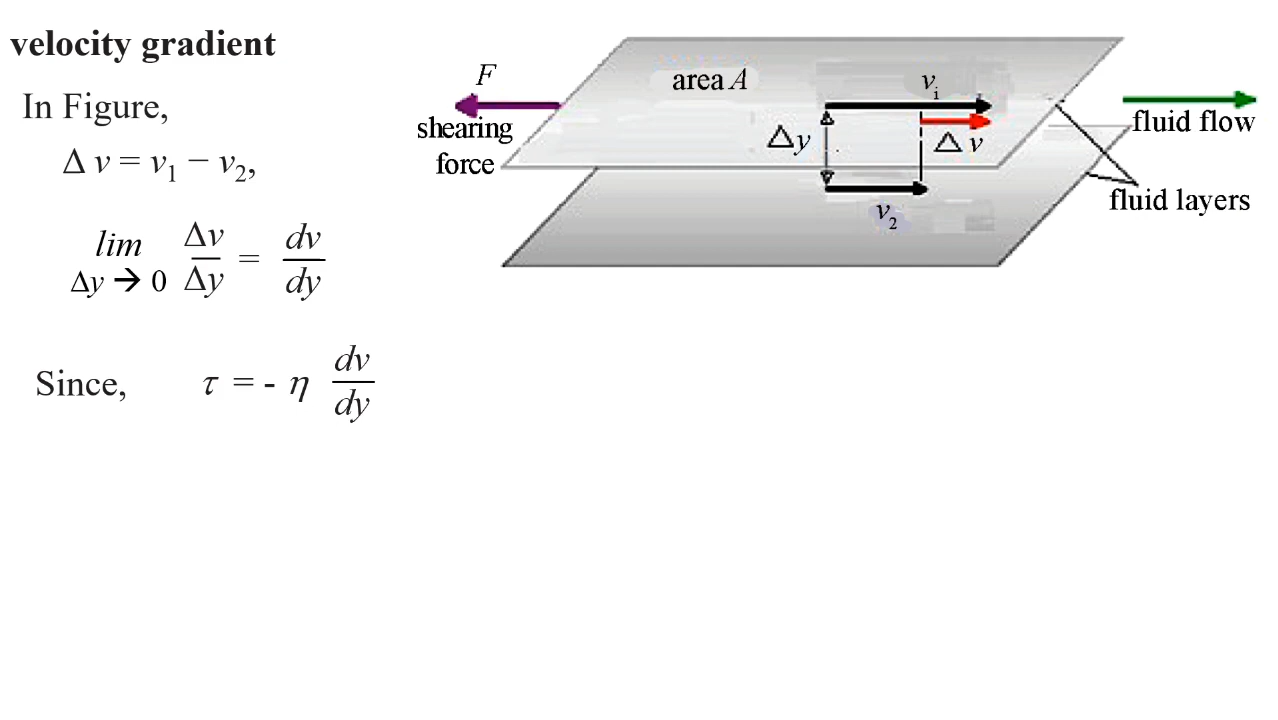 velocity gradient
In Figure,
Δ v = v₁ − v₂,
lim Δy → 0 Δv/Δy = dv/dy
Since, τ = - η dv/dy
F
shearing
force
area A
vᵢ
Δy
Δ v
v₂
fluid flow
fluid layers